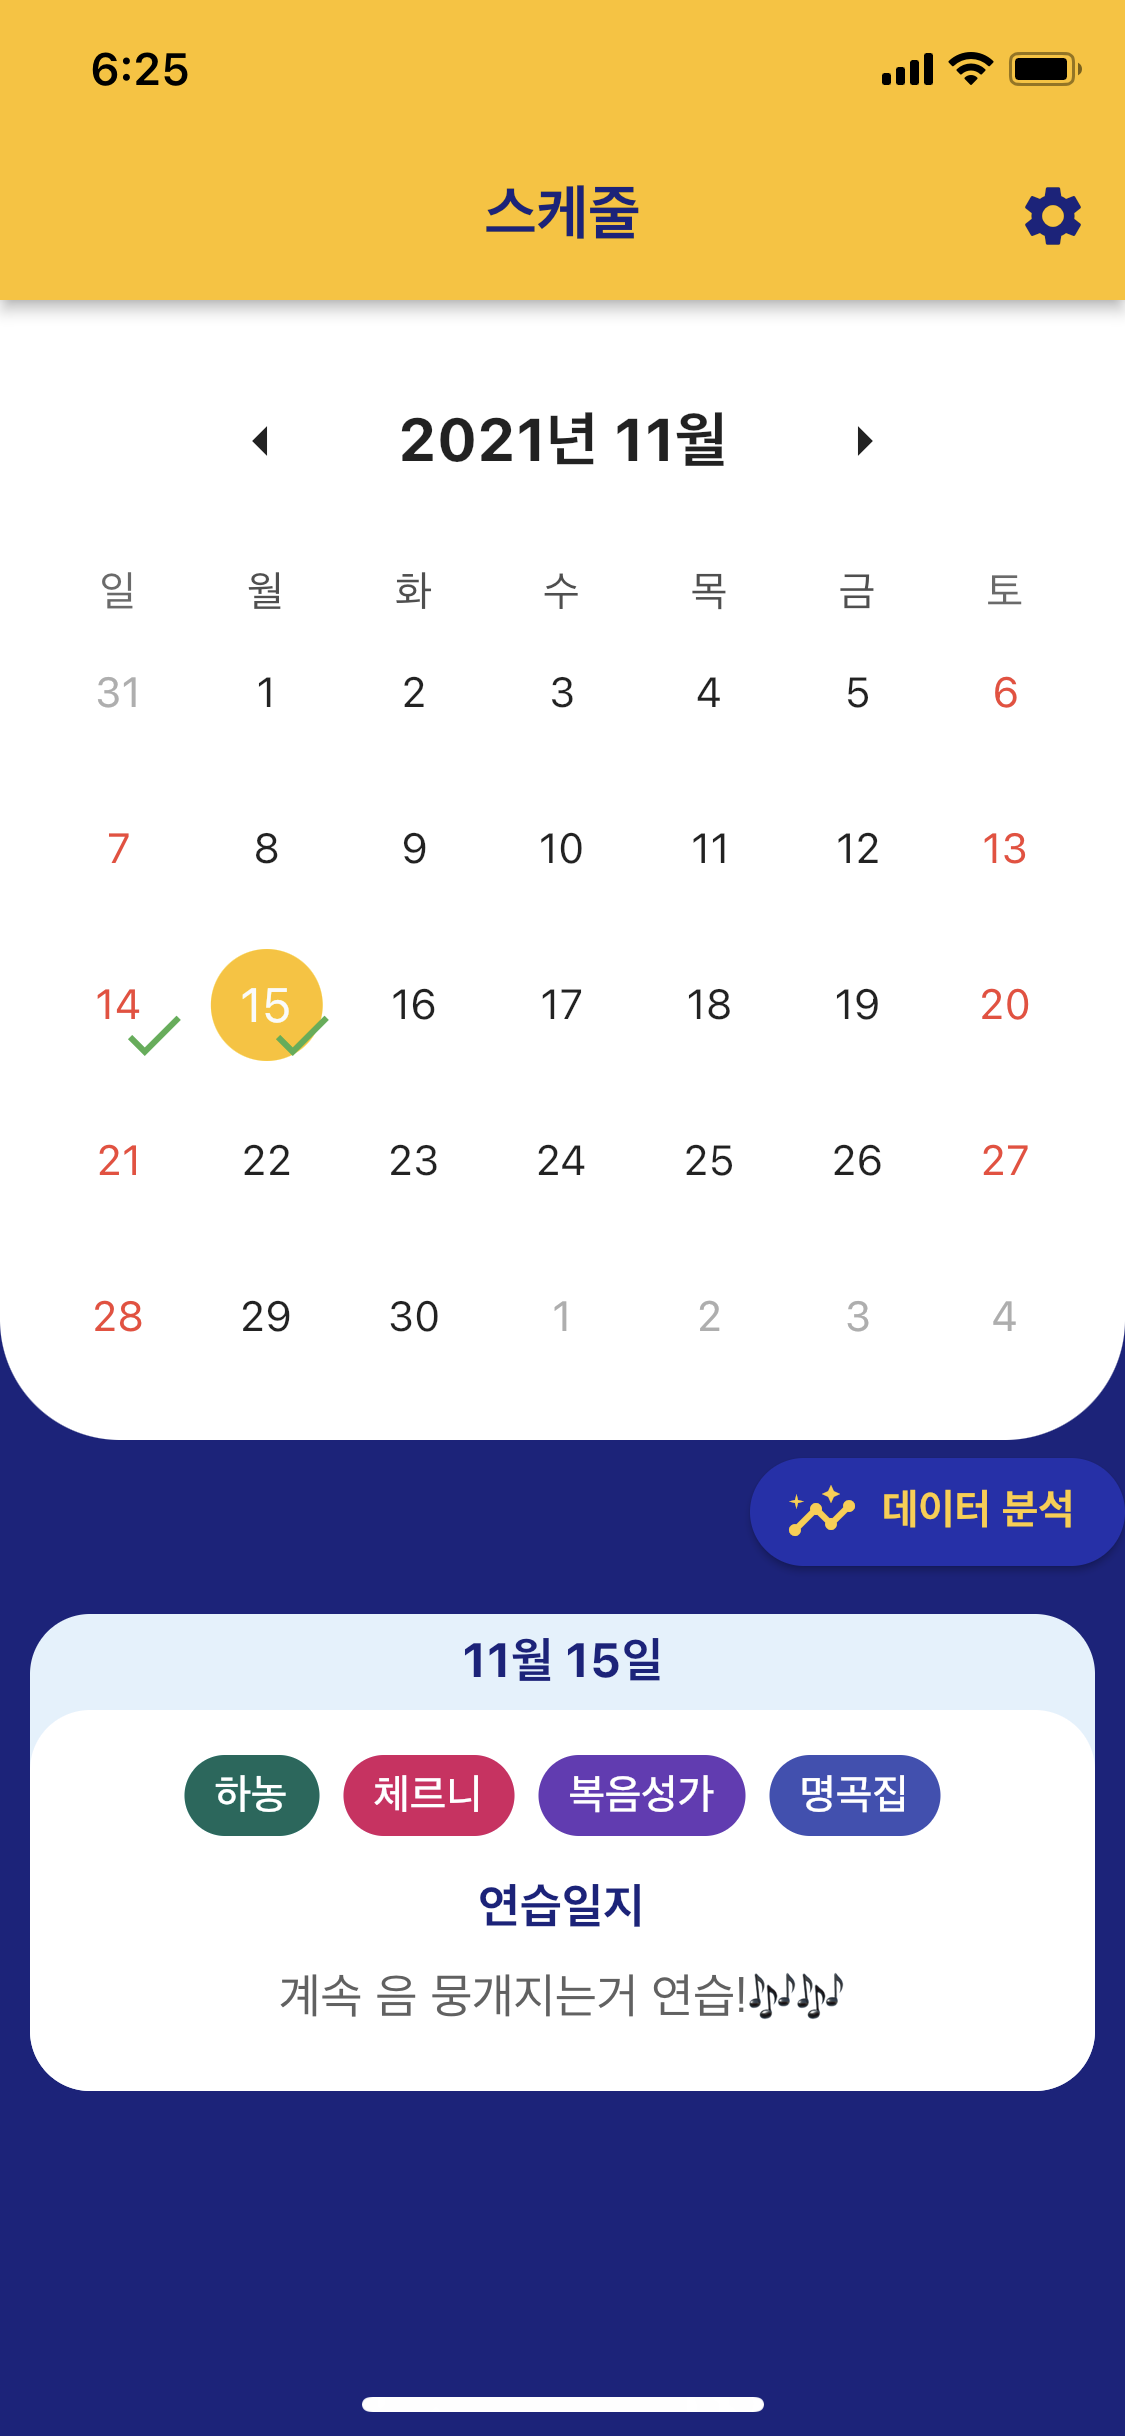 6:25
스케줄
2021년 11월
일 월 화 수 목 금 토
31 1 2 3 4 5 6
7 8 9 10 11 12 13
14 15 16 17 18 19 20
21 22 23 24 25 26 27
28 29 30 1 2 3 4
데이터 분석
11월 15일
하농 체르니 복음성가 명곡집
연습일지
계속 음 뭉개지는거 연습!🎶🎶